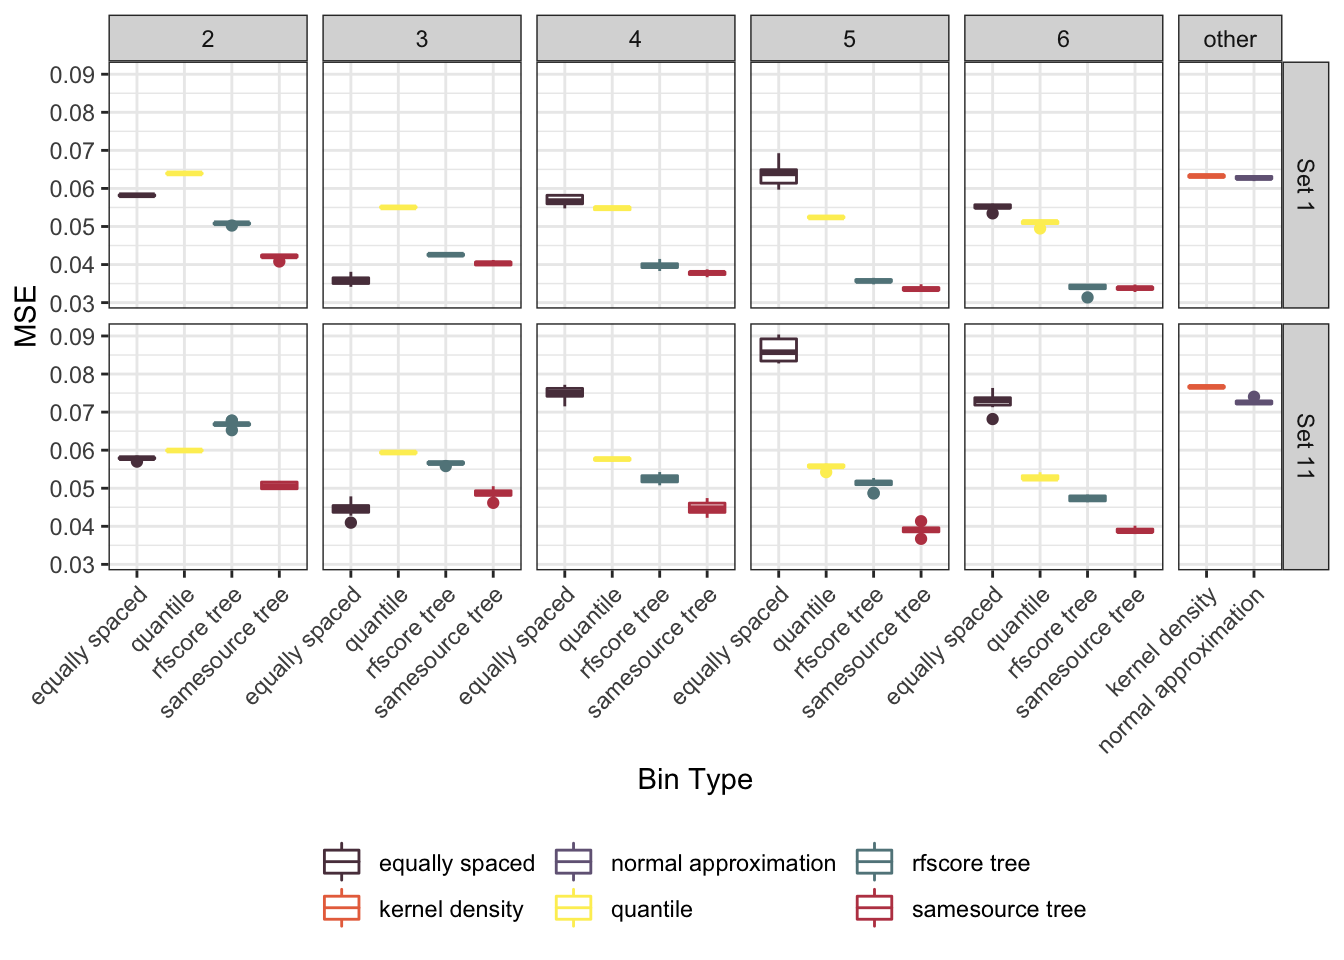 2 3 4 5 6 other
0.09
0.08
0.07
0.06
0.05
0.04
0.03
Set 1
MSE
0.09
0.08
0.07
0.06
0.05
0.04
0.03
Set 11
equally spaced
quantile
rfscore tree
samesource tree
equally spaced
quantile
rfscore tree
samesource tree
equally spaced
quantile
rfscore tree
samesource tree
equally spaced
quantile
rfscore tree
samesource tree
equally spaced
quantile
rfscore tree
samesource tree
kernel density
normal approximation
Bin Type
equally spaced normal approximation rfscore tree
kernel density quantile samesource tree